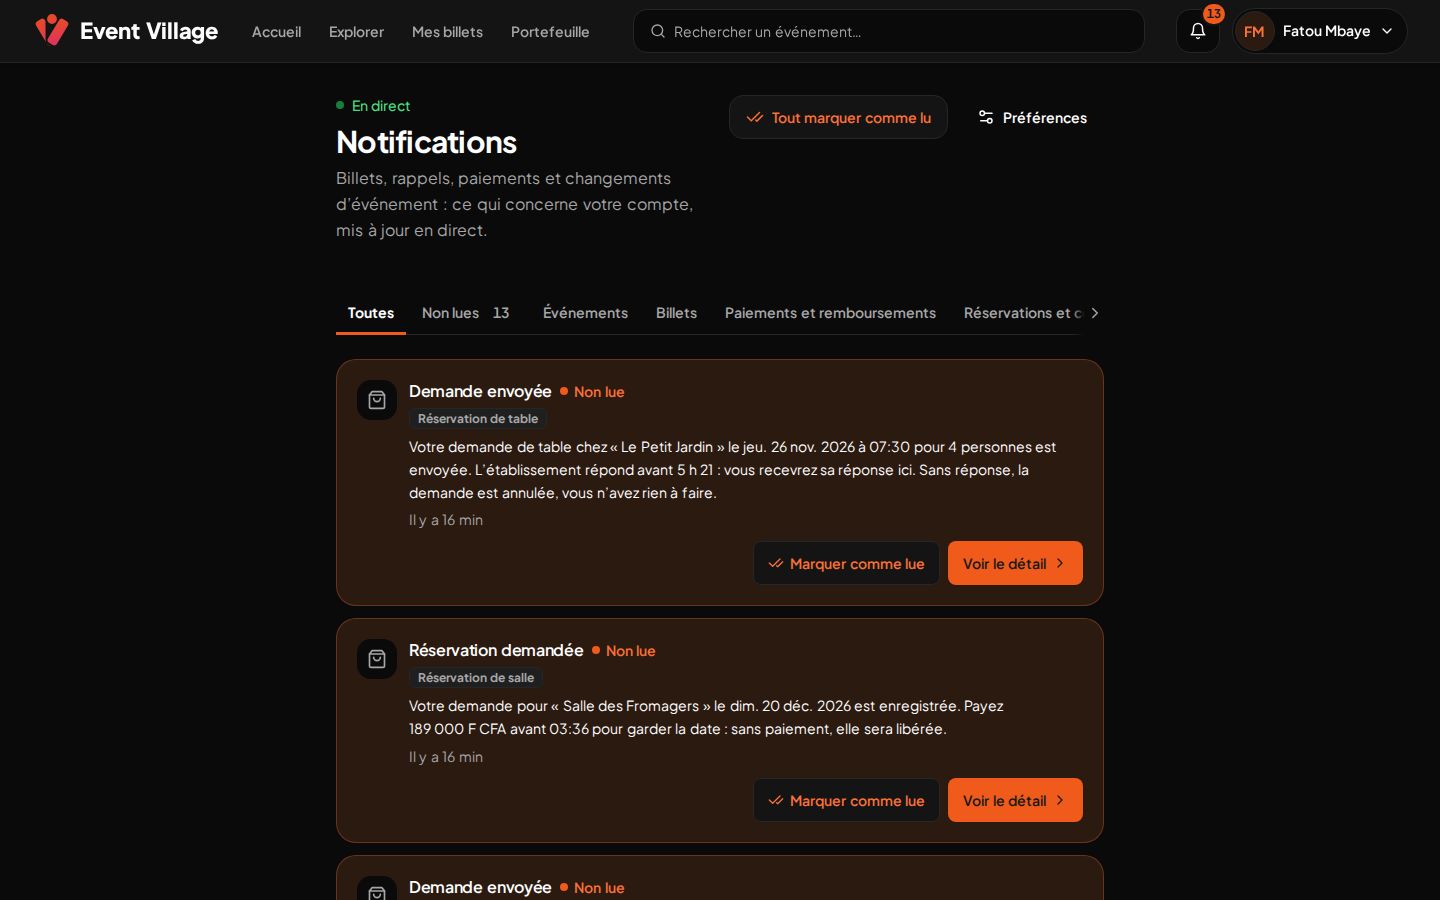 Event Village
Accueil
Explorer
Mes billets
Portefeuille
Rechercher un événement…
13
FM
Fatou Mbaye
En direct
Notifications
Billets, rappels, paiements et changements
d’événement : ce qui concerne votre compte,
mis à jour en direct.
Tout marquer comme lu
Préférences
Toutes
Non lues 13
Événements
Billets
Paiements et remboursements
Réservations et
Demande envoyée
Non lue
Réservation de table
Votre demande de table chez « Le Petit Jardin » le jeu. 26 nov. 2026 à 07:30 pour 4 personnes est
envoyée. L’établissement répond avant 5 h 21 : vous recevrez sa réponse ici. Sans réponse, la
demande est annulée, vous n’avez rien à faire.
Il y a 16 min
Marquer comme lue
Voir le détail
Réservation demandée
Non lue
Réservation de salle
Votre demande pour « Salle des Fromagers » le dim. 20 déc. 2026 est enregistrée. Payez
189 000 F CFA avant 03:36 pour garder la date : sans paiement, elle sera libérée.
Il y a 16 min
Marquer comme lue
Voir le détail
Demande envoyée
Non lue